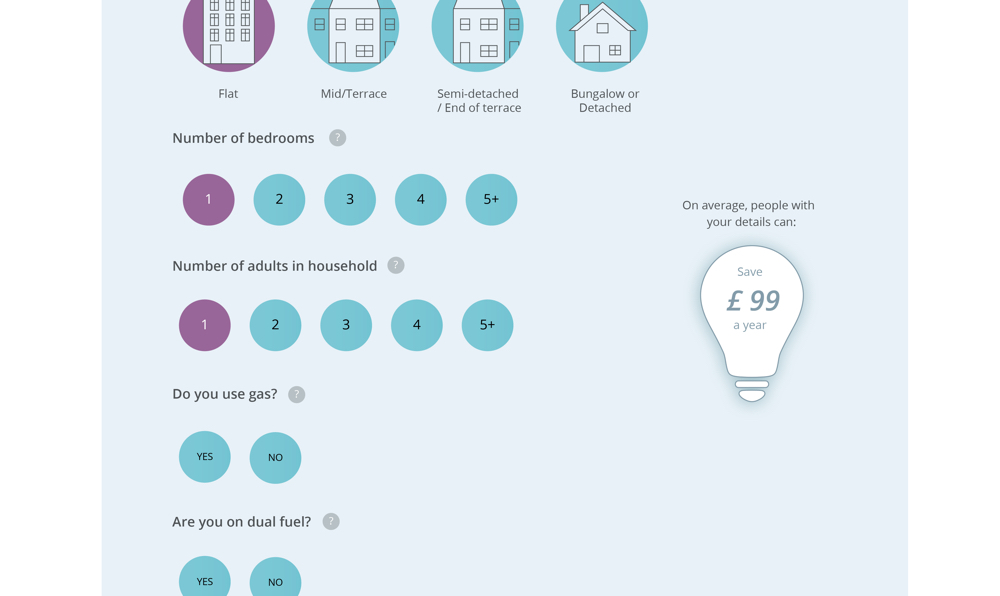 Flat
Mid/Terrace
Semi-detached
/ End of terrace
Bungalow or
Detached
Number of bedrooms ?
1 2 3 4 5+
Number of adults in household ?
1 2 3 4 5+
Do you use gas? ?
YES NO
Are you on dual fuel? ?
YES NO
On average, people with
your details can:
Save
£ 99
a year